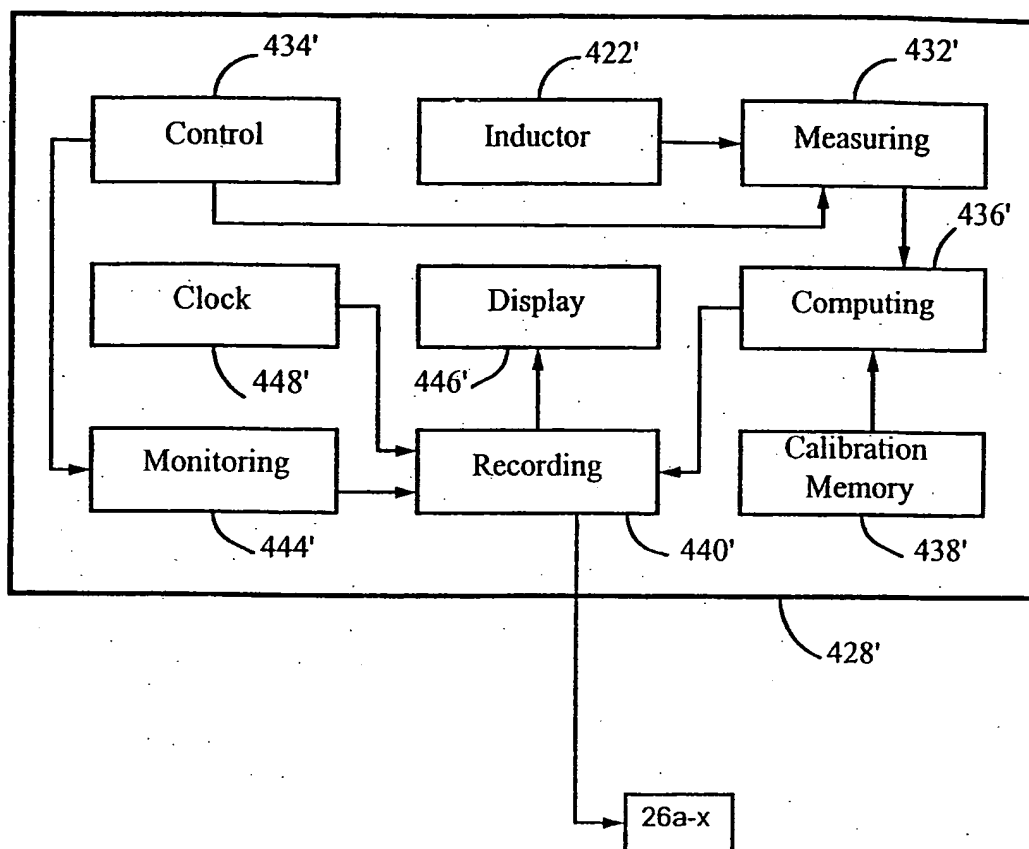 434'
422'
432'
Control
Inductor
Measuring
436'
Clock
Display
Computing
448'
446'
Monitoring
Recording
Calibration
Memory
444'
440'
438'
428'
26a-x